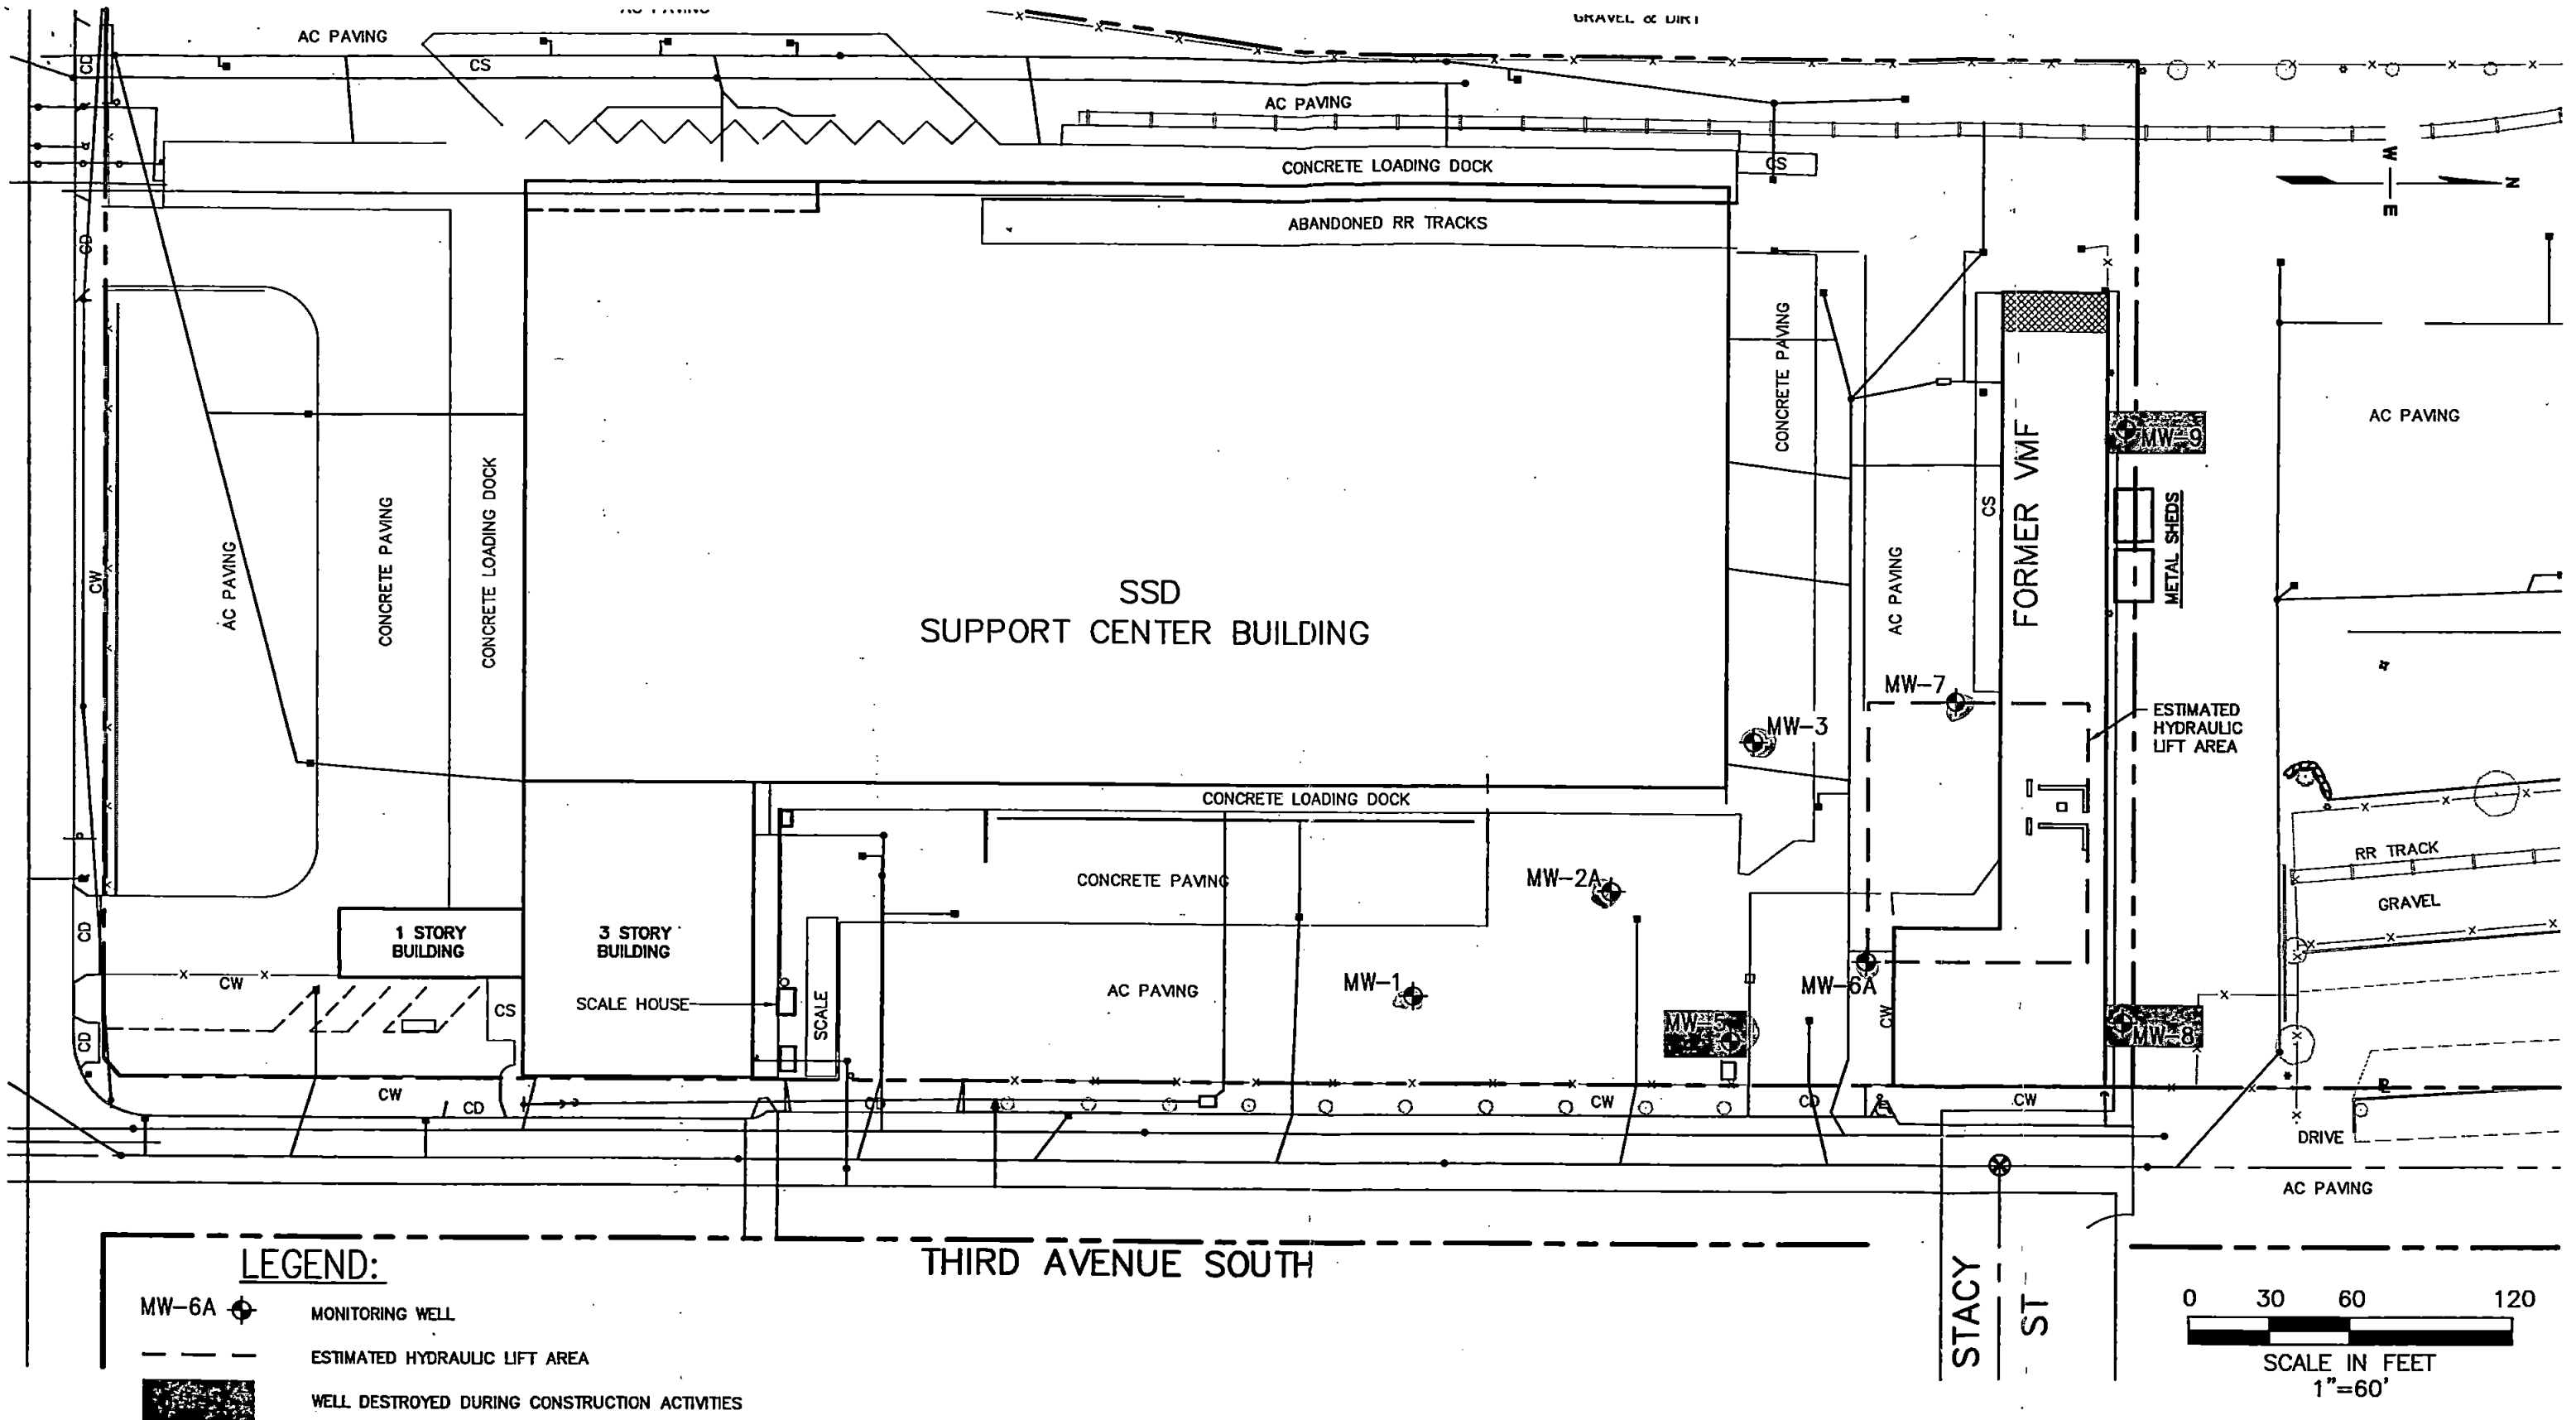 AC PAVING
AC PAVING
GRAVEL & DIRT
CD
CS
AC PAVING
CONCRETE LOADING DOCK
CS
W
N
E
ABANDONED RR TRACKS
CD
CONCRETE PAVING
AC PAVING
MW-9
FORMER VMF
CONCRETE LOADING DOCK
CONCRETE PAVING
AC PAVING
CW
CS
AC PAVING
METAL SHEDS
SSD
SUPPORT CENTER BUILDING
MW-7
MW-3
ESTIMATED
HYDRAULIC
LIFT AREA
CONCRETE LOADING DOCK
RR TRACK
GRAVEL
CONCRETE PAVING
MW-2A
CD
1 STORY
BUILDING
3 STORY
BUILDING
CW
MW-1
MW-6A
AC PAVING
SCALE HOUSE
SCALE
CS
CW
MW-5
MW-8
CD
CW
CD
CD
CW
CD
CW
DRIVE
AC PAVING
THIRD AVENUE SOUTH
STACY
ST
LEGEND:
MW-6A
MONITORING WELL
ESTIMATED HYDRAULIC LIFT AREA
WELL DESTROYED DURING CONSTRUCTION ACTIVITIES
0 30 60 120
SCALE IN FEET
1"=60'